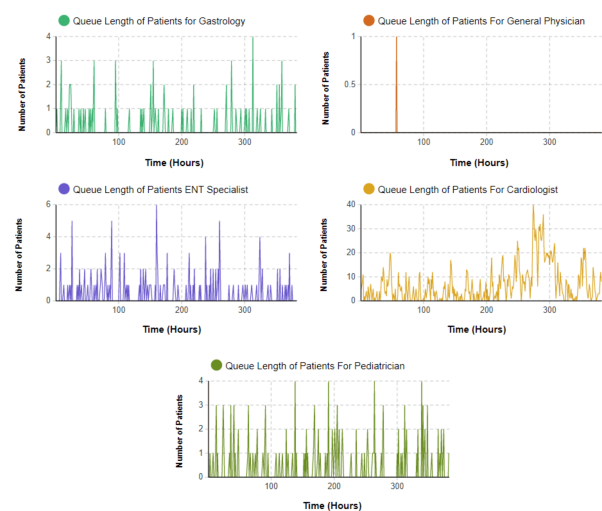 Queue Length of Patients for Gastrology
Number of Patients
4
3
2
1
0
100
200
300
Time (Hours)
Queue Length of Patients For General Physician
Number of Patients
1
0.5
0
100
200
300
Time (Hours)
Queue Length of Patients ENT Specialist
Number of Patients
6
4
2
0
100
200
300
Time (Hours)
Queue Length of Patients For Cardiologist
Number of Patients
40
30
20
10
0
100
200
300
Time (Hours)
Queue Length of Patients For Pediatrician
Number of Patients
4
3
2
1
0
100
200
300
Time (Hours)